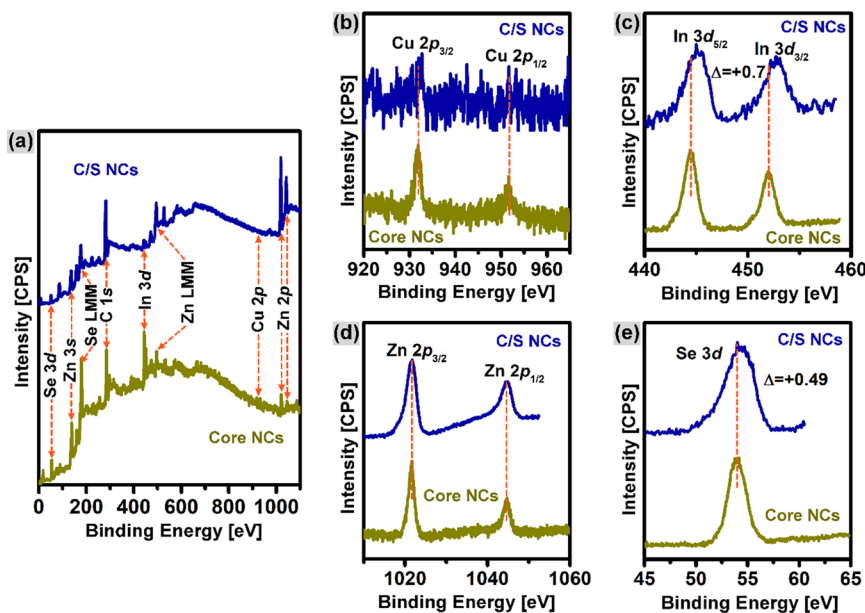 (a)
C/S NCs
Se 3d
Zn 3s
Se LMM
C 1s
In 3d
Zn LMM
Cu 2p
Zn 2p
Core NCs
Intensity [CPS]
0 200 400 600 800 1000
Binding Energy [eV]
(b)
C/S NCs
Cu 2p3/2
Cu 2p1/2
Core NCs
Intensity [CPS]
920 930 940 950 960
Binding Energy [eV]
(c)
In 3d5/2
In 3d3/2
Δ=+0.7
C/S NCs
Core NCs
Intensity [CPS]
440 450 460
Binding Energy [eV]
(d)
Zn 2p3/2
C/S NCs
Zn 2p1/2
Core NCs
Intensity [CPS]
1020 1040 1060
Binding Energy [eV]
(e)
C/S NCs
Se 3d
Δ=+0.49
Core NCs
Intensity [CPS]
45 50 55 60 65
Binding Energy [eV]